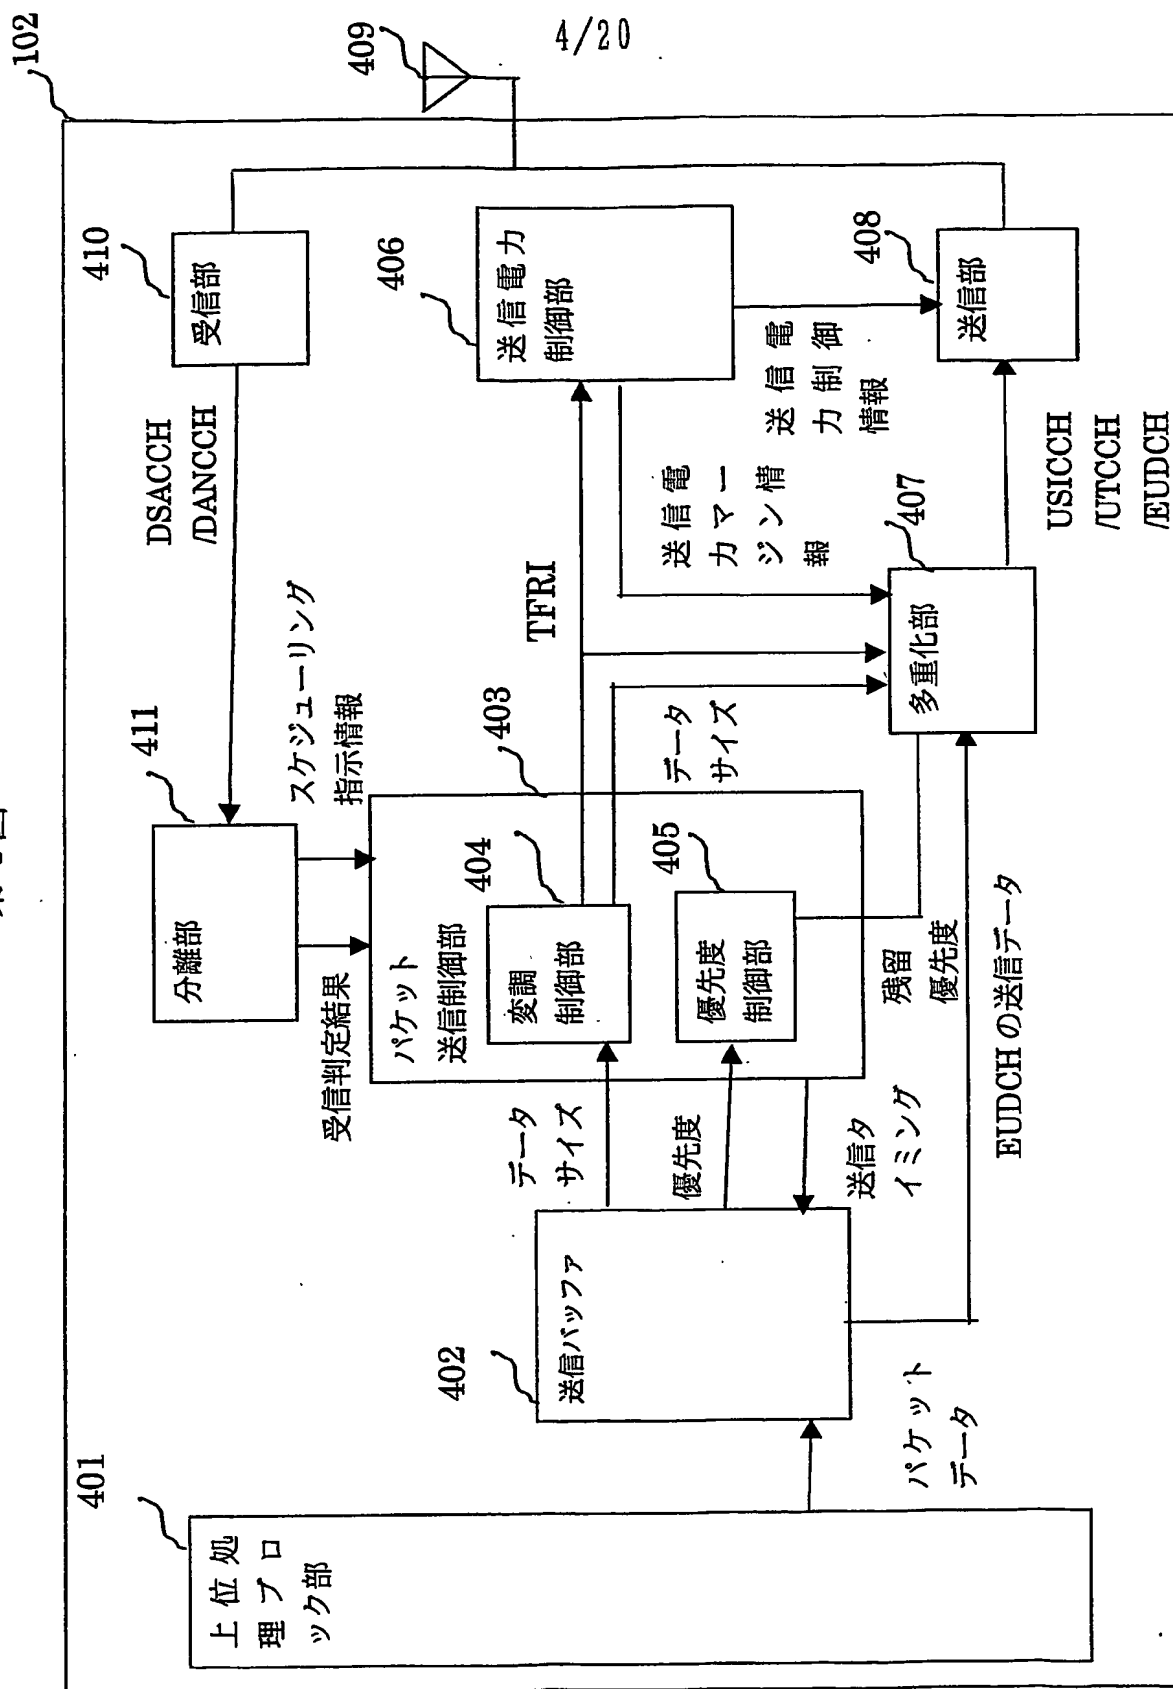 4/20
102
401
上位処
理ブロ
ック部
パケット
データ
402
送信バッファ
データ
サイズ
優先度
送信タ
イミング
EUDCHの送信データ
411
分離部
受信判定結果
スケジューリング
指示情報
403
パケット
送信制御部
404
変調
制御部
405
優先度
制御部
残留
優先度
データ
サイズ
TFRI
DSACCH
/DANCCH
410
受信部
409
406
送信電力
制御部
送信電
力マー
ジン情
報
送信電
力制御
情報
407
多重化部
408
送信部
USICCH
/UTCCH
/EUDCH